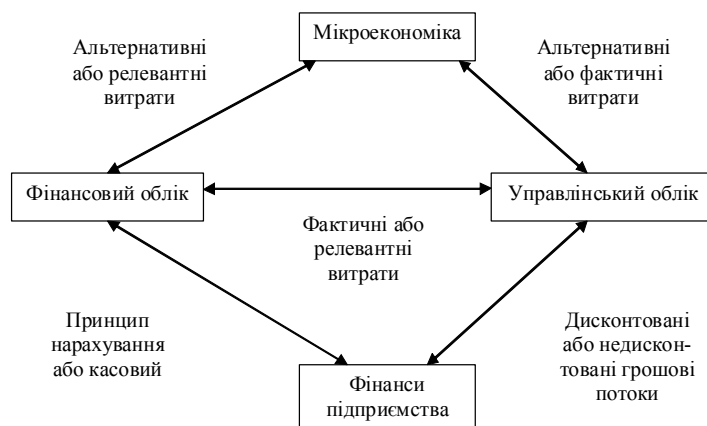 Мікроекономіка
Альтернативні
або релевантні
витрати
Альтернативні
або фактичні
витрати
Фінансовий облік
Управлінський облік
Фактичні або
релевантні
витрати
Принцип
нарахування
або касовий
Дисконтовані
або недискон-
товані грошові
потоки
Фінанси
підприємства